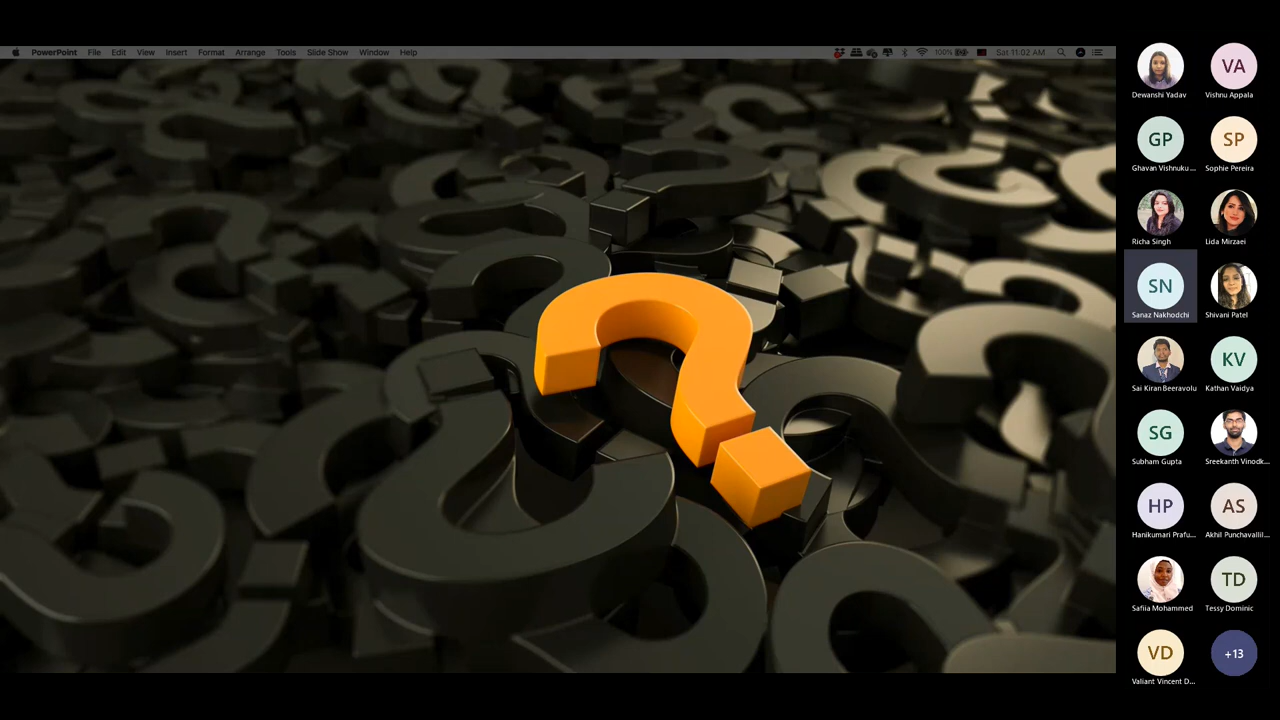 PowerPoint File Edit View Insert Format Arrange Tools Slide Show Window Help 100% Sat 11:02 AM
VA
Dewanshi Yadav Vishnu Appala
GP SP
Ghavan Vishnuku... Sophie Pereira
Richa Singh Lida Mirzaei
SN
Sanaz Nakhodchi Shivani Patel
KV
Sai Kiran Beeravolu Kathan Vaidya
SG
Subham Gupta Sreekanth Vinodk...
HP AS
Hanikumari Prafu... Akhil Punchavallil...
TD
Safiia Mohammed Tessy Dominic
VD +13
Valiant Vincent D...